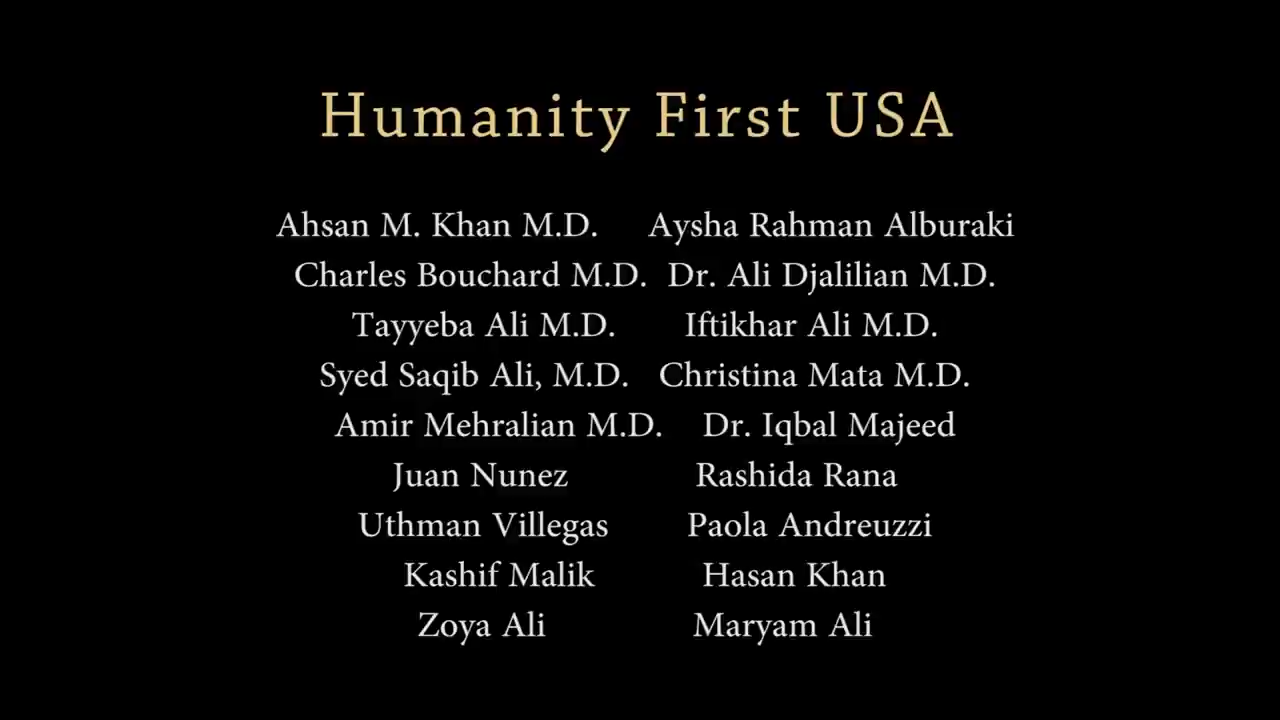 Humanity First USA
Ahsan M. Khan M.D. Aysha Rahman Alburaki
Charles Bouchard M.D. Dr. Ali Djalilian M.D.
Tayyeba Ali M.D. Iftikhar Ali M.D.
Syed Saqib Ali, M.D. Christina Mata M.D.
Amir Mehralian M.D. Dr. Iqbal Majeed
Juan Nunez Rashida Rana
Uthman Villegas Paola Andreuzzi
Kashif Malik Hasan Khan
Zoya Ali Maryam Ali